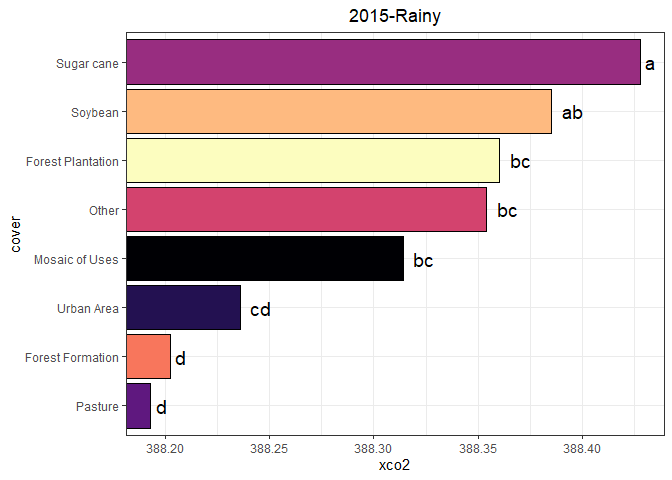 2015-Rainy
Sugar cane
a
Soybean
ab
Forest Plantation
bc
Other
bc
Mosaic of Uses
bc
Urban Area
cd
Forest Formation
d
Pasture
d
cover
388.20 388.25 388.30 388.35 388.40
xco2